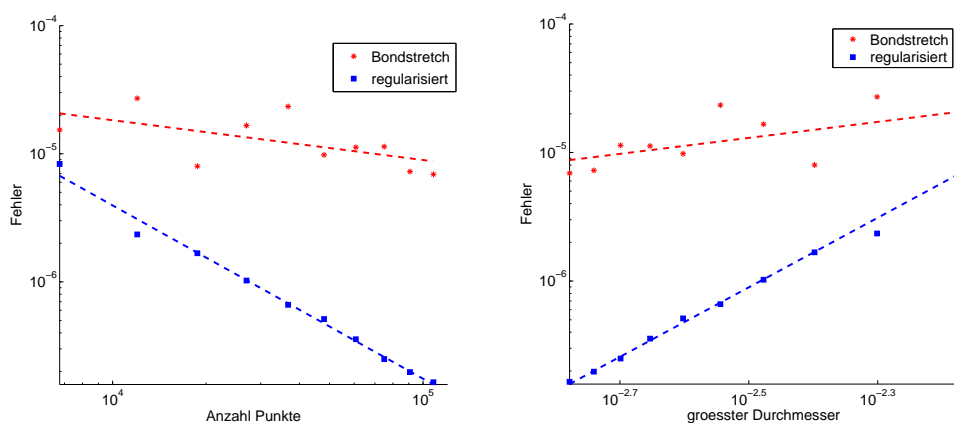 10^-4
Bondstretch
regularisiert
10^-5
Fehler
10^-6
10^4
10^5
Anzahl Punkte
10^-4
Bondstretch
regularisiert
10^-5
Fehler
10^-6
10^-2.7
10^-2.5
10^-2.3
groesster Durchmesser